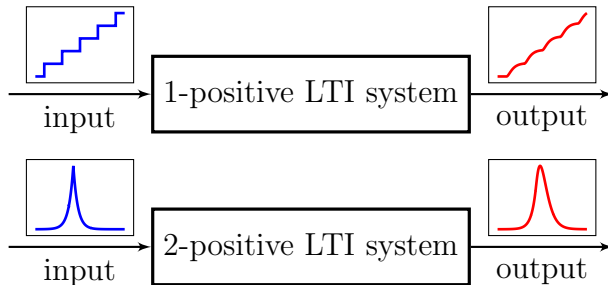 1-positive LTI system
input
output
2-positive LTI system
input
output